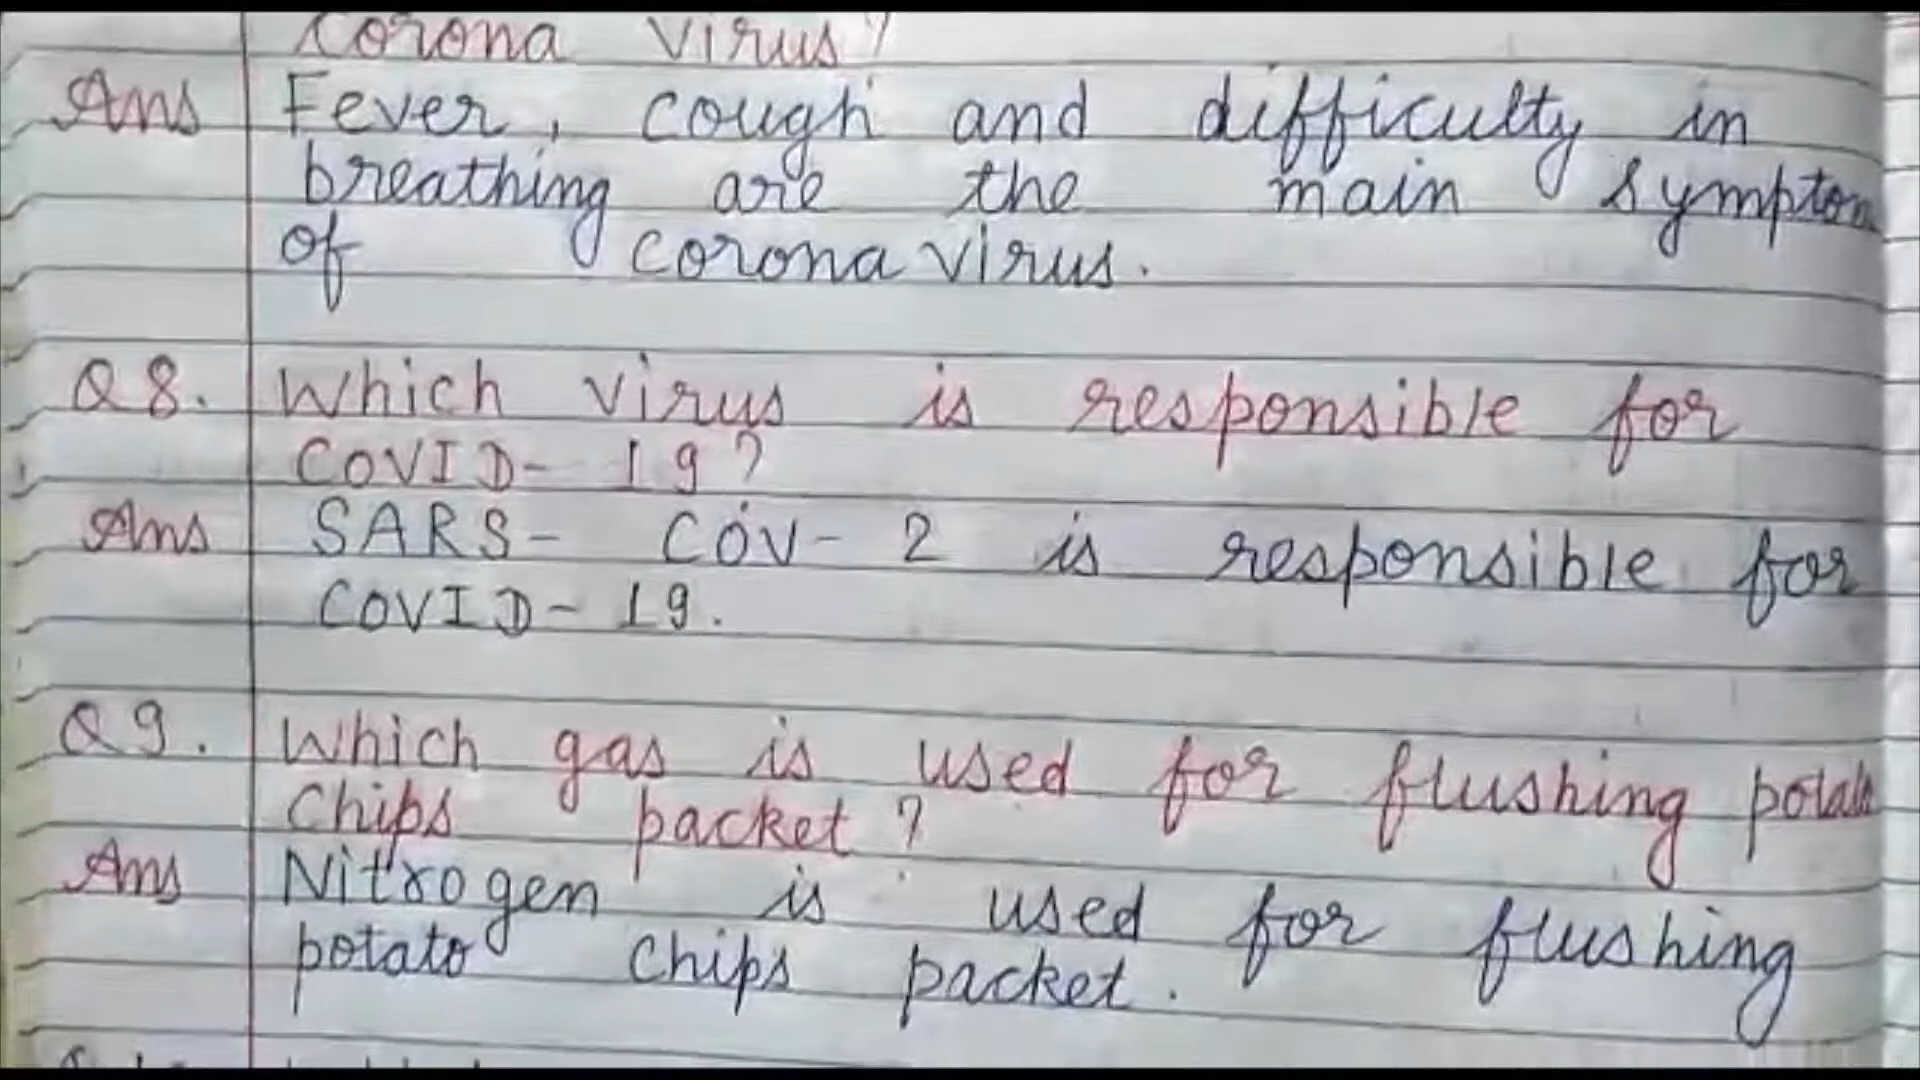 Corona Virus?
Ans Fever, cough and difficulty in
breathing are the main symptom
of corona virus.
Q8. Which virus is responsible for
COVID-19?
Ans SARS-COV-2 is responsible for
COVID-19.
Q9. Which gas is used for flushing potato
Chips packet?
Ans Nitrogen is used for flushing
potato chips packet.